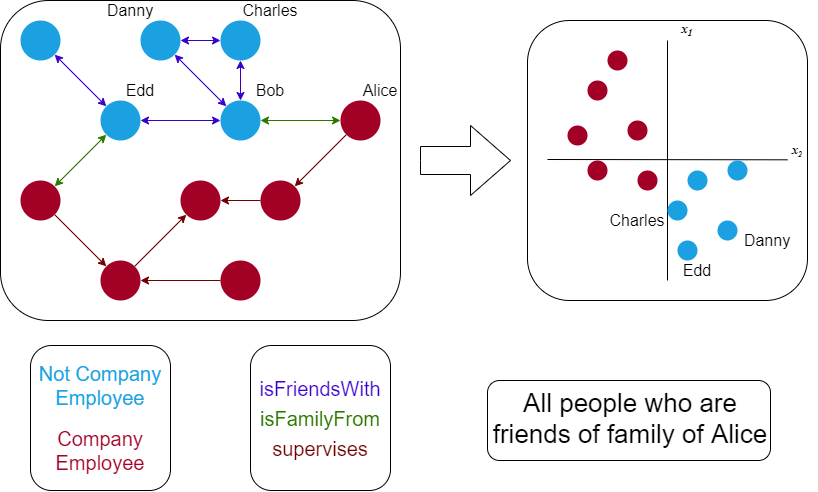 Danny
Charles
Edd
Bob
Alice
x1
x2
Charles
Danny
Edd
Not Company
Employee
Company
Employee
isFriendsWith
isFamilyFrom
supervises
All people who are
friends of family of Alice